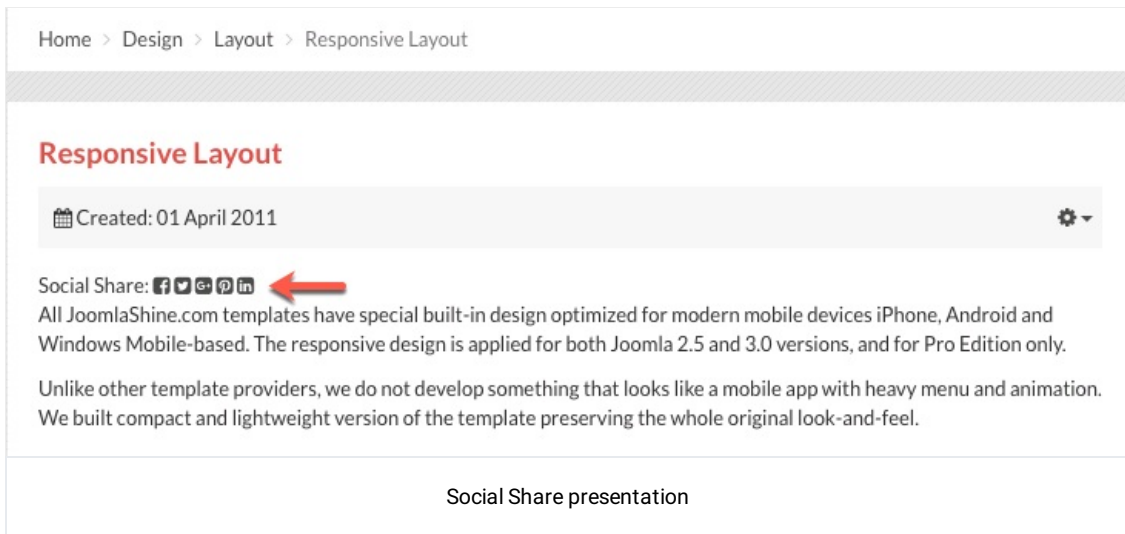 Home > Design > Layout > Responsive Layout
Responsive Layout
Created: 01 April 2011
Social Share:
All JoomlaShine.com templates have special built-in design optimized for modern mobile devices iPhone, Android and
Windows Mobile-based. The responsive design is applied for both Joomla 2.5 and 3.0 versions, and for Pro Edition only.
Unlike other template providers, we do not develop something that looks like a mobile app with heavy menu and animation.
We built compact and lightweight version of the template preserving the whole original look-and-feel.
Social Share presentation